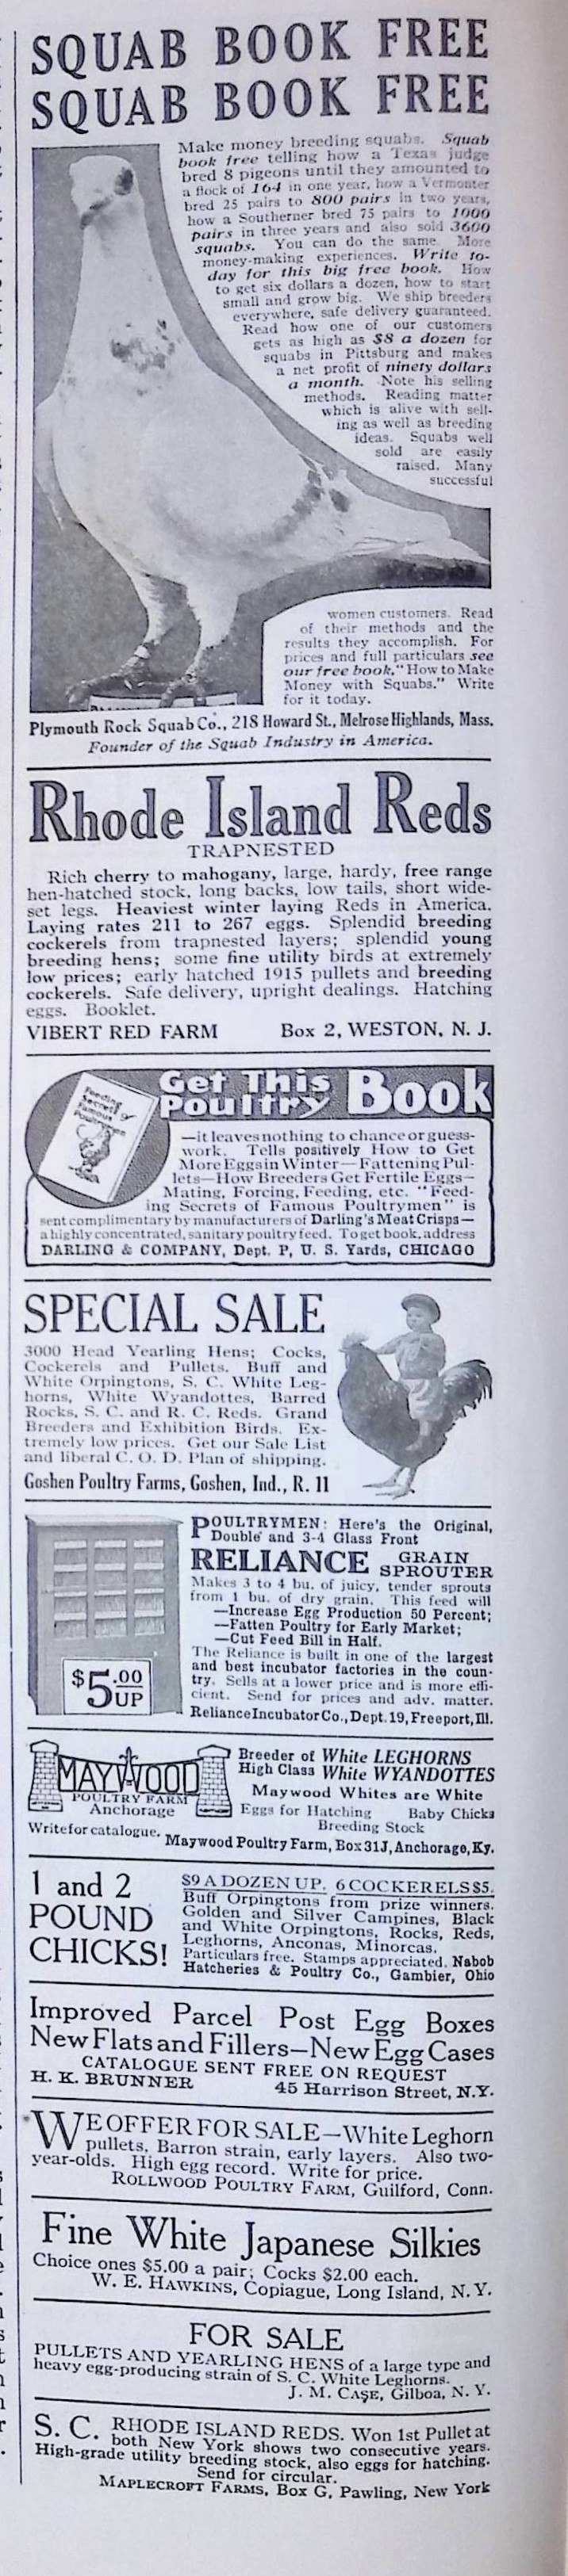 SQUAB BOOK FREE
SQUAB BOOK FREE
Make money breeding squabs. Squab
book free telling how a Texas judge
bred 8 pigeons until they amounted to
a flock of 164 in one year, how a Vermonter
bred 25 pairs to 800 pairs in two years,
how a Southerner bred 75 pairs to 1000
pairs in three years and also sold 3600
squabs. You can do the same. More
money-making experiences. Write to-
day for this big free book. How
to get six dollars a dozen, how to start
small and grow big. We ship breeders
everywhere, safe delivery guaranteed.
Read how one of our customers
gets as high as $8 a dozen for
squabs in Pittsburg and makes
a net profit of ninety dollars
a month. Note his selling
methods. Reading matter
which is alive with sell-
ing as well as breeding
ideas. Squabs well
sold are easily
raised. Many
successful
women customers. Read
of their methods and the
results they accomplish. For
prices and full particulars see
our free book, "How to Make
Money with Squabs." Write
for it today.
Plymouth Rock Squab Co., 218 Howard St., Melrose Highlands, Mass.
Founder of the Squab Industry in America.
Rhode Island Reds
TRAPNESTED
Rich cherry to mahogany, large, hardy, free range
hen-hatched stock, long backs, low tails, short wide-
set legs. Heaviest winter laying Reds in America.
Laying rates 211 to 267 eggs. Splendid breeding
cockerels from trapnested layers; splendid young
breeding hens; some fine utility birds at extremely
low prices; early hatched 1915 pullets and breeding
cockerels. Safe delivery, upright dealings. Hatching
eggs. Booklet.
VIBERT RED FARM Box 2, WESTON, N. J.
Get This
Poultry Book
Feeding
Secrets of
Famous
Poultrymen
—it leaves nothing to chance or guess-
work. Tells positively How to Get
More Eggs in Winter—Fattening Pul-
lets—How Breeders Get Fertile Eggs—
Mating, Forcing, Feeding, etc. "Feed-
ing Secrets of Famous Poultrymen" is
sent complimentary by manufacturers of Darling's Meat Crisps—
a highly concentrated, sanitary poultry feed. To get book, address
DARLING & COMPANY, Dept. P, U. S. Yards, CHICAGO
SPECIAL SALE
3000 Head Yearling Hens; Cocks,
Cockerels and Pullets. Buff and
White Orpingtons, S. C. White Leg-
horns, White Wyandottes, Barred
Rocks, S. C. and R. C. Reds. Grand
Breeders and Exhibition Birds. Ex-
tremely low prices. Get our Sale List
and liberal C. O. D. Plan of shipping.
Goshen Poultry Farms, Goshen, Ind., R. 11
POULTRYMEN: Here's the Original,
Double and 3-4 Glass Front
RELIANCE GRAIN SPROUTER
Makes 3 to 4 bu. of juicy, tender sprouts
from 1 bu. of dry grain. This feed will
—Increase Egg Production 50 Percent;
—Fatten Poultry for Early Market;
—Cut Feed Bill in Half.
The Reliance is built in one of the largest
and best incubator factories in the coun-
try. Sells at a lower price and is more effi-
cient. Send for prices and adv. matter.
Reliance Incubator Co., Dept. 19, Freeport, Ill.
$5.00
UP
MAYWOOD
POULTRY FARM
Anchorage
Write for catalogue.
Breeder of White LEGHORNS
High Class White WYANDOTTES
Maywood Whites are White
Eggs for Hatching Baby Chicks
Breeding Stock
Maywood Poultry Farm, Box 31J, Anchorage, Ky.
1 and 2
POUND
CHICKS!
$9 A DOZEN UP. 6 COCKERELS $5.
Buff Orpingtons from prize winners.
Golden and Silver Campines, Black
and White Orpingtons, Rocks, Reds,
Leghorns, Anconas, Minorcas.
Particulars free. Stamps appreciated. Nabob
Hatcheries & Poultry Co., Gambier, Ohio
Improved Parcel Post Egg Boxes
New Flats and Fillers—New Egg Cases
CATALOGUE SENT FREE ON REQUEST
H. K. BRUNNER 45 Harrison Street, N.Y.
WE OFFER FOR SALE—White Leghorn
pullets, Barron strain, early layers. Also two-
year-olds. High egg record. Write for price.
ROLLWOOD POULTRY FARM, Guilford, Conn.
Fine White Japanese Silkies
Choice ones $5.00 a pair; Cocks $2.00 each.
W. E. HAWKINS, Copiague, Long Island, N. Y.
FOR SALE
PULLETS AND YEARLING HENS of a large type and
heavy egg-producing strain of S. C. White Leghorns.
J. M. CASE, Gilboa, N. Y.
S. C. RHODE ISLAND REDS. Won 1st Pullet at
both New York shows two consecutive years.
High-grade utility breeding stock, also eggs for hatching.
Send for circular.
MAPLECROFT FARMS, Box G, Pawling, New York